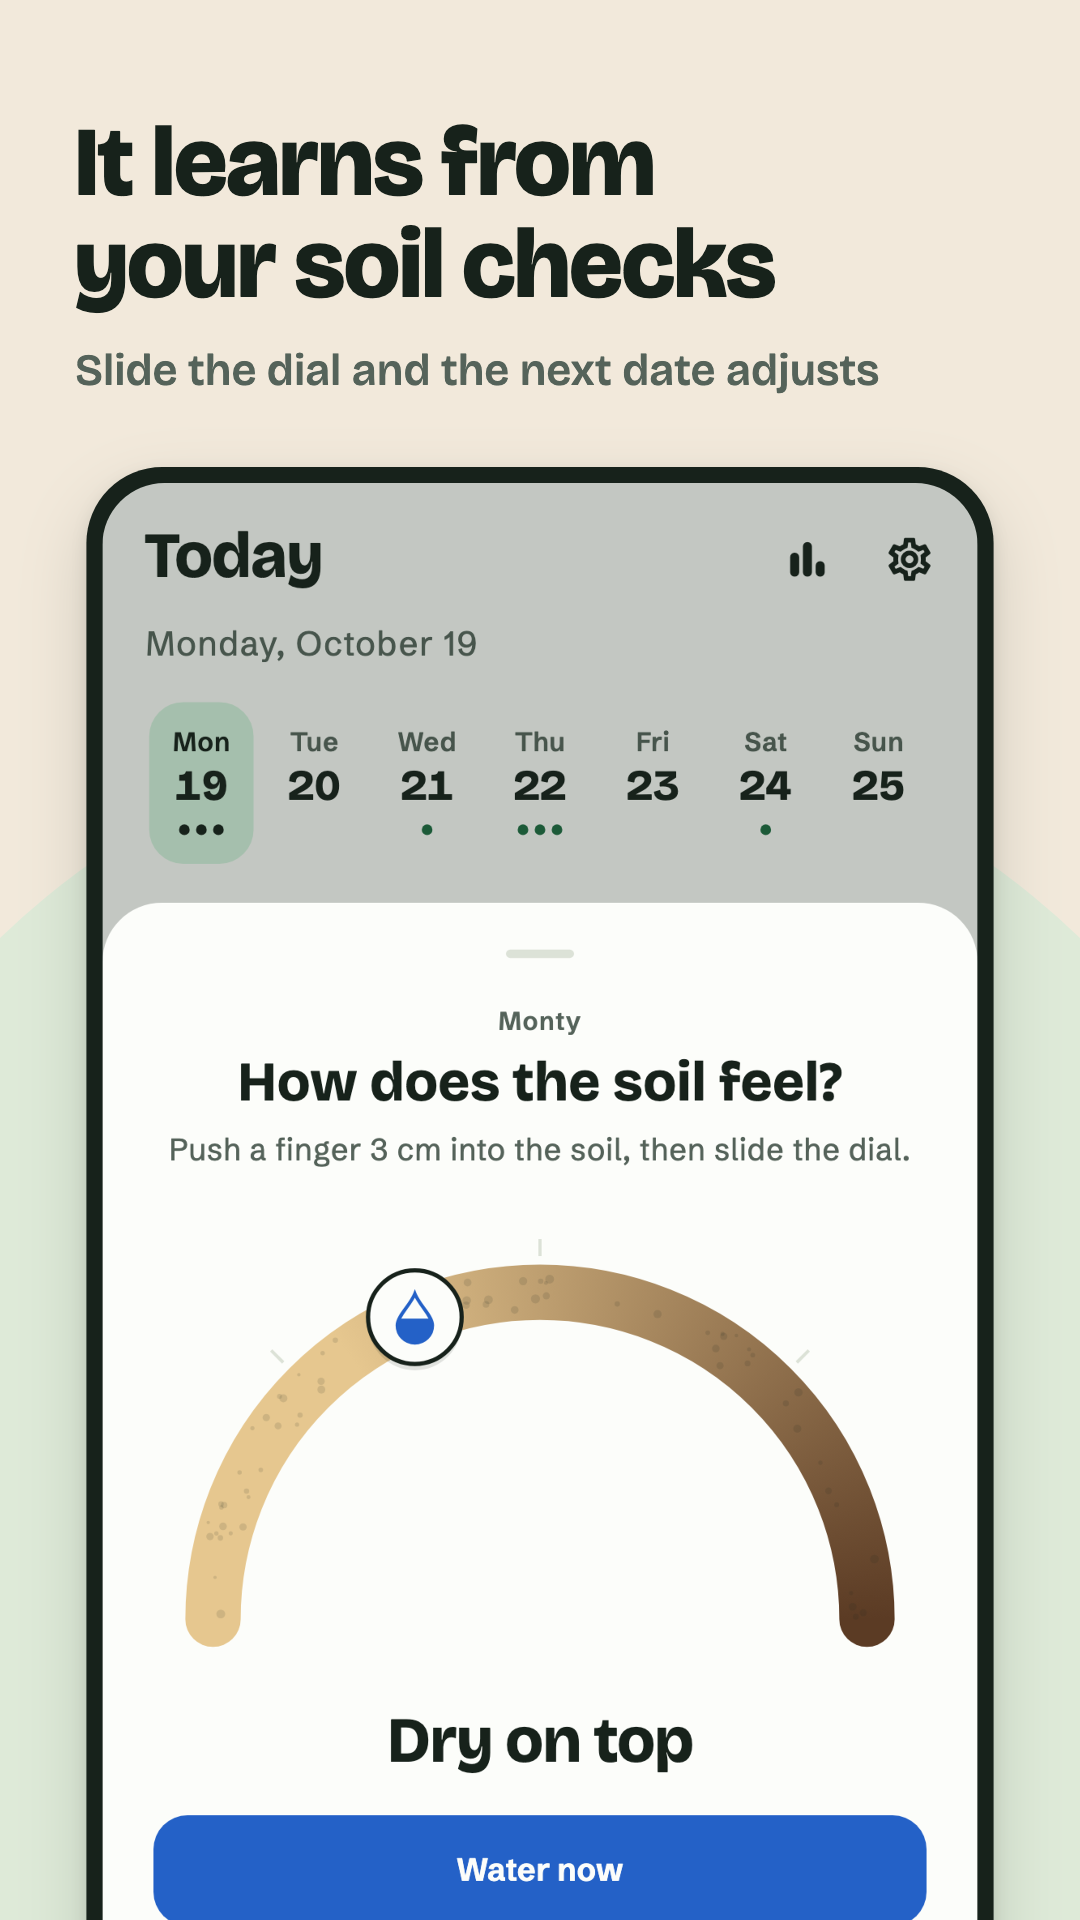 It learns from
your soil checks
Slide the dial and the next date adjusts
Today
Monday, October 19
Mon Tue Wed Thu Fri Sat Sun
19 20 21 22 23 24 25
Monty
How does the soil feel?
Push a finger 3 cm into the soil, then slide the dial.
Dry on top
Water now